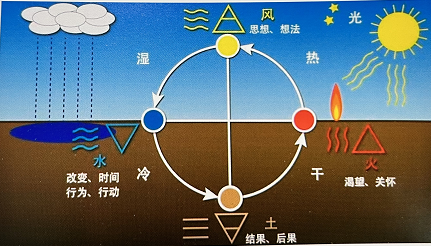 风
思想、想法
光
湿
热
水
改变、时间
行为、行动
冷
干
火
渴望、关怀
土
结果、后果